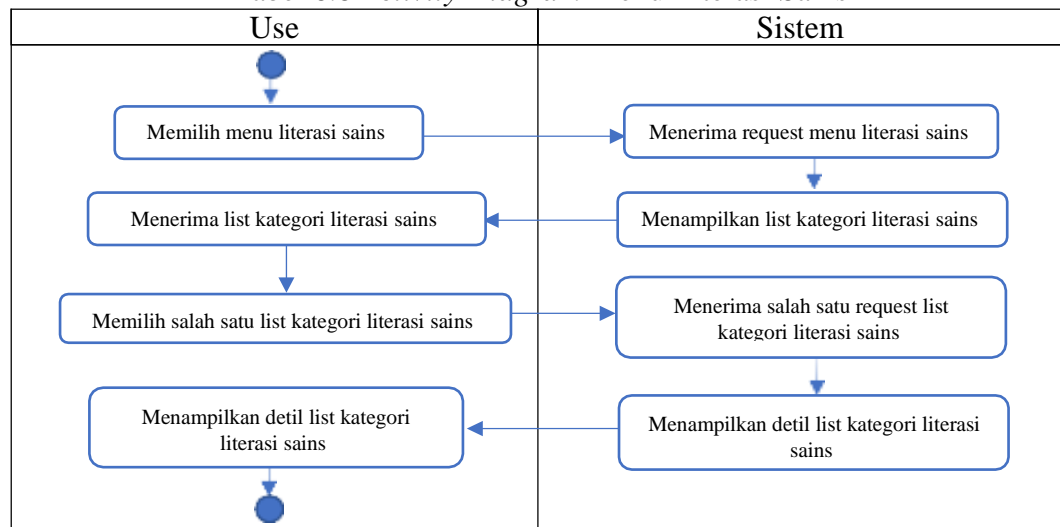 Use
Sistem
Memilih menu literasi sains
Menerima request menu literasi sains
Menerima list kategori literasi sains
Menampilkan list kategori literasi sains
Memilih salah satu list kategori literasi sains
Menerima salah satu request list
kategori literasi sains
Menampilkan detil list kategori
literasi sains
Menampilkan detil list kategori literasi
sains